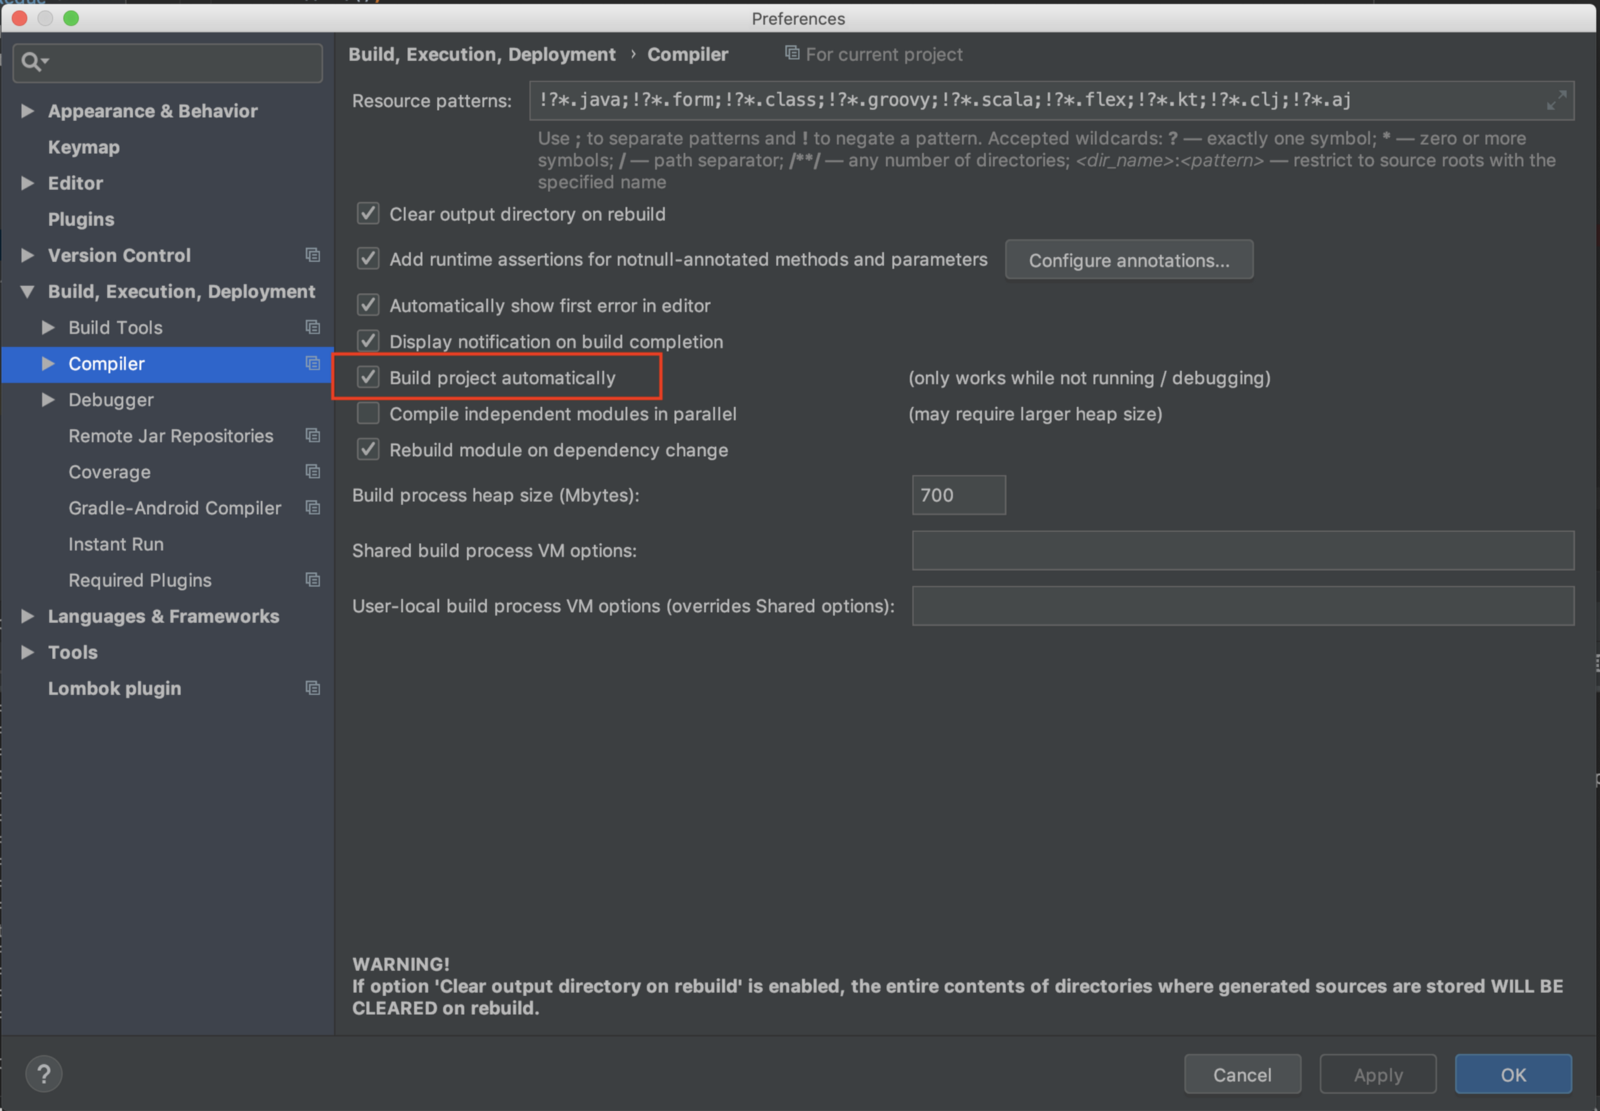 Preferences
Appearance & Behavior
Keymap
Editor
Plugins
Version Control
Build, Execution, Deployment
Build Tools
Compiler
Debugger
Remote Jar Repositories
Coverage
Gradle-Android Compiler
Instant Run
Required Plugins
Languages & Frameworks
Tools
Lombok plugin
Build, Execution, Deployment › Compiler For current project
Resource patterns: !?*.java;!?*.form;!?*.class;!?*.groovy;!?*.scala;!?*.flex;!?*.kt;!?*.clj;!?*.aj
Use ; to separate patterns and ! to negate a pattern. Accepted wildcards: ? — exactly one symbol; * — zero or more
symbols; / — path separator; /**/ — any number of directories; <dir_name>:<pattern> — restrict to source roots with the
specified name
Clear output directory on rebuild
Add runtime assertions for notnull-annotated methods and parameters Configure annotations...
Automatically show first error in editor
Display notification on build completion
Build project automatically (only works while not running / debugging)
Compile independent modules in parallel (may require larger heap size)
Rebuild module on dependency change
Build process heap size (Mbytes): 700
Shared build process VM options:
User-local build process VM options (overrides Shared options):
WARNING!
If option 'Clear output directory on rebuild' is enabled, the entire contents of directories where generated sources are stored WILL BE
CLEARED on rebuild.
? Cancel Apply OK